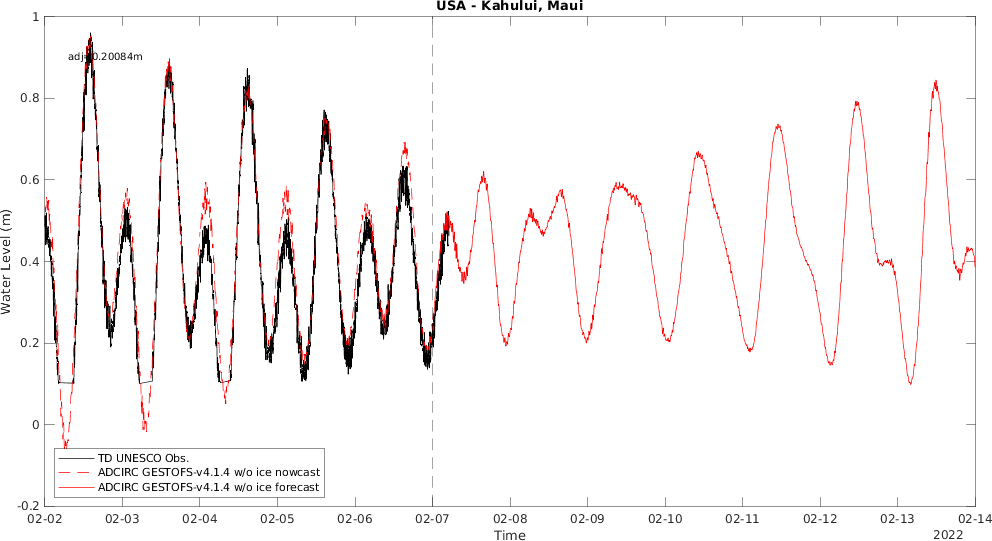 USA - Kahului, Maui
1
0.8
0.6
0.4
0.2
0
-0.2
Water Level (m)
TD UNESCO Obs.
ADCIRC GESTOFS-v4.1.4 w/o ice nowcast
ADCIRC GESTOFS-v4.1.4 w/o ice forecast
02-02 02-03 02-04 02-05 02-06 02-07 02-08 02-09 02-10 02-11 02-12 02-13 02-14
Time
2022